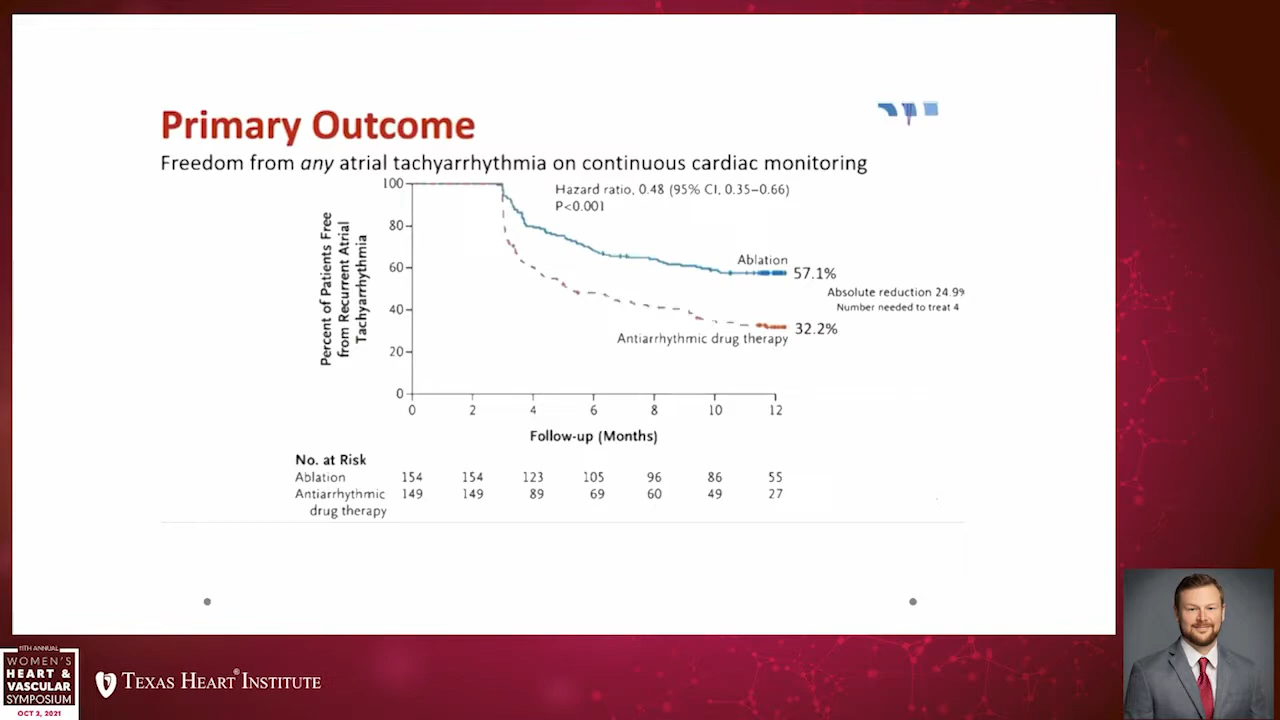 Primary Outcome
Freedom from any atrial tachyarrhythmia on continuous cardiac monitoring
Percent of Patients Free
from Recurrent Atrial
Tachyarrhythmia
100
80
60
40
20
0
Hazard ratio, 0.48 (95% CI, 0.35–0.66)
P<0.001
Ablation
57.1%
Absolute reduction 24.9%
Number needed to treat 4
32.2%
Antiarrhythmic drug therapy
0 2 4 6 8 10 12
Follow-up (Months)
No. at Risk
Ablation 154 154 123 105 96 86 55
Antiarrhythmic 149 149 89 69 60 49 27
drug therapy
11TH ANNUAL
WOMEN'S
HEART &
VASCULAR
SYMPOSIUM
OCT 2, 2021
TEXAS HEART® INSTITUTE